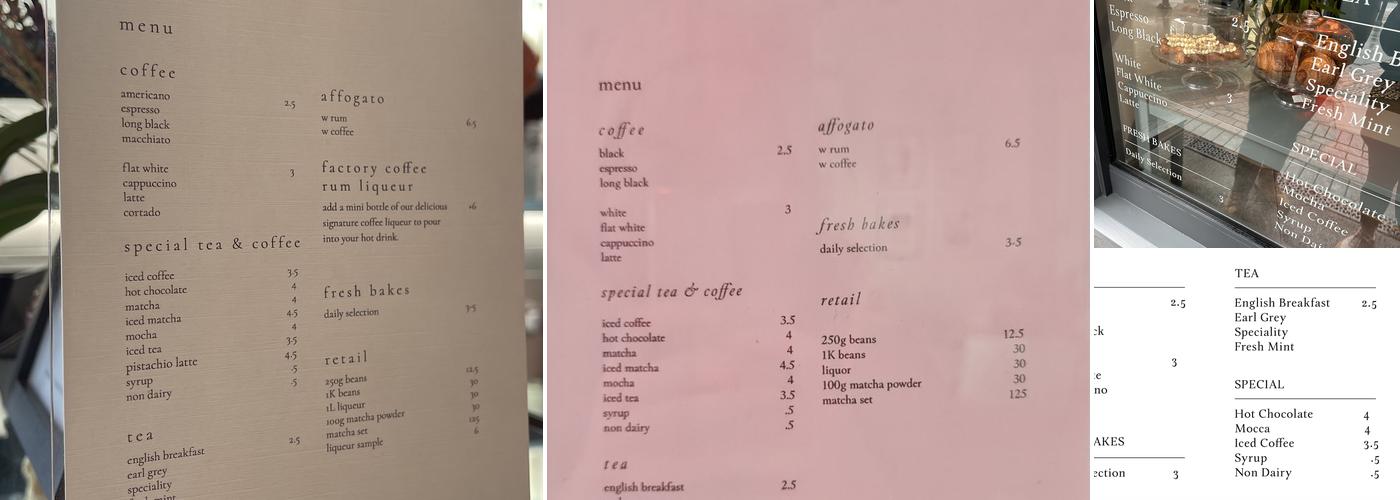 menu
coffee
americano
espresso 2.5
long black
macchiato
flat white 3
cappuccino
latte
cortado
special tea & coffee
iced coffee 3.5
hot chocolate 4
matcha 4
iced matcha 4.5
mocha 4
iced tea 3.5
pistachio latte 4.5
syrup .5
non dairy .5
tea
english breakfast 2.5
earl grey
speciality
affogato
w rum 6.5
w coffee
factory coffee
rum liqueur
add a mini bottle of our delicious +6
signature coffee liqueur to pour
into your hot drink.
fresh bakes
daily selection 3-5
retail
250g beans 12.5
1K beans 30
1L liqueur 30
100g matcha powder 30
matcha set 125
liqueur sample 6
menu
coffee
black 2.5
espresso
long black
white 3
flat white
cappuccino
latte
special tea & coffee
iced coffee 3.5
hot chocolate 4
matcha 4
iced matcha 4.5
mocha 4
iced tea 3.5
syrup .5
non dairy .5
tea
english breakfast 2.5
affogato
w rum 6.5
w coffee
fresh bakes
daily selection 3-5
retail
250g beans 12.5
1K beans 30
liquor 30
100g matcha powder 30
matcha set 125
Espresso 2.5
Long Black
White
Flat White
Cappuccino 3
Latte
FRESH BAKES
Daily Selection 3
English B
Earl Grey
Speciality
Fresh Mint
SPECIAL
Hot Chocolate
Mocha
Iced Coffee
Syrup
Non Dai
2.5
ck
3
te
no
AKES
ection 3
TEA
English Breakfast 2.5
Earl Grey
Speciality
Fresh Mint
SPECIAL
Hot Chocolate 4
Mocca 4
Iced Coffee 3.5
Syrup .5
Non Dairy .5